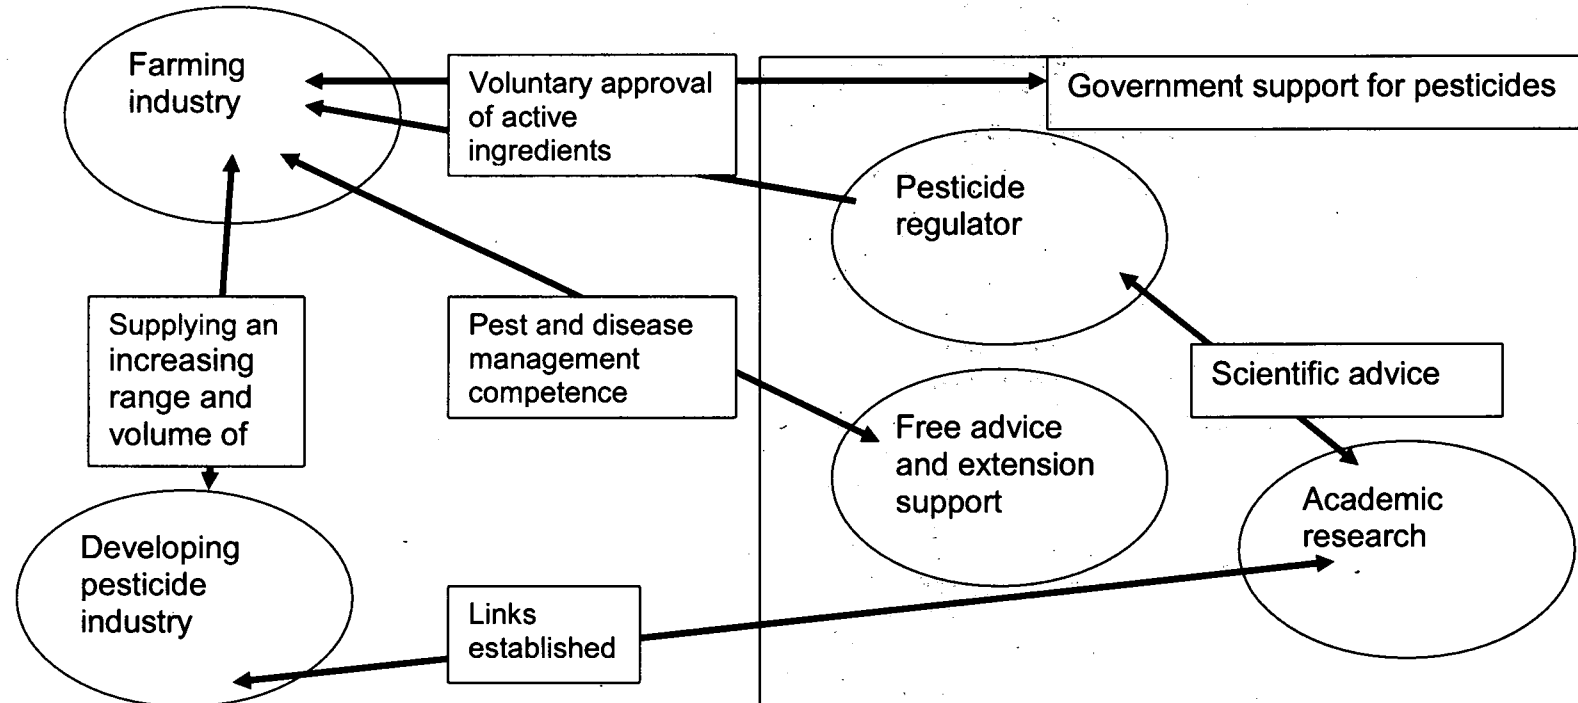 Farming
industry
Voluntary approval
of active
ingredients
Government support for pesticides
Pesticide
regulator
Supplying an
increasing
range and
volume of
Pest and disease
management
competence
Scientific advice
Free advice
and extension
support
Academic
research
Developing
pesticide
industry
Links
established